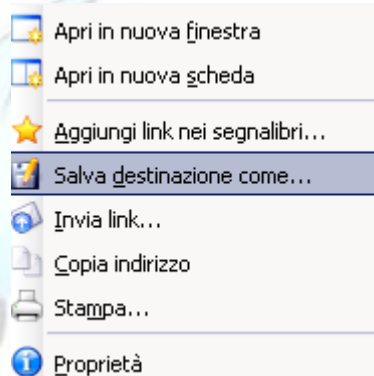 Apri in nuova finestra
Apri in nuova scheda
Aggiungi link nei segnalibri...
Salva destinazione come...
Invia link...
Copia indirizzo
Stampa...
Proprietà